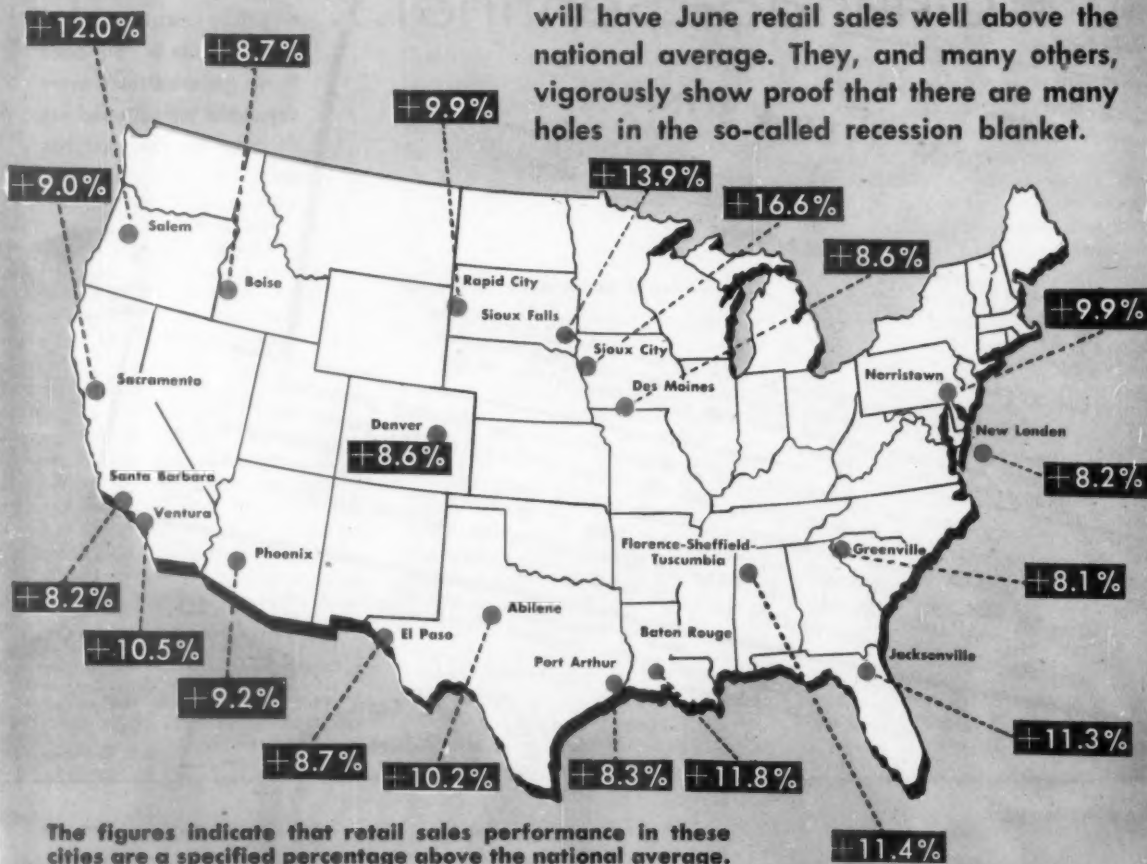 will have June retail sales well above the
national average. They, and many others,
vigorously show proof that there are many
holes in the so-called recession blanket.
+12.0%
+8.7%
+9.9%
+13.9%
+16.6%
+8.6%
+9.0%
+9.9%
Salem
Boise
Rapid City
Sioux Falls
Sioux City
Des Moines
Norristown
Sacramento
Denver
+8.6%
New London
+8.2%
Santa Barbara
Ventura
Phoenix
Florence-Sheffield-
Tuscumbia
Greenville
+8.1%
+8.2%
Abilene
El Paso
Baton Rouge
Port Arthur
Jacksonville
+10.5%
+9.2%
+8.7%
+10.2%
+8.3%
+11.8%
+11.3%
+11.4%
The figures indicate that retail sales performance in these
cities are a specified percentage above the national average.